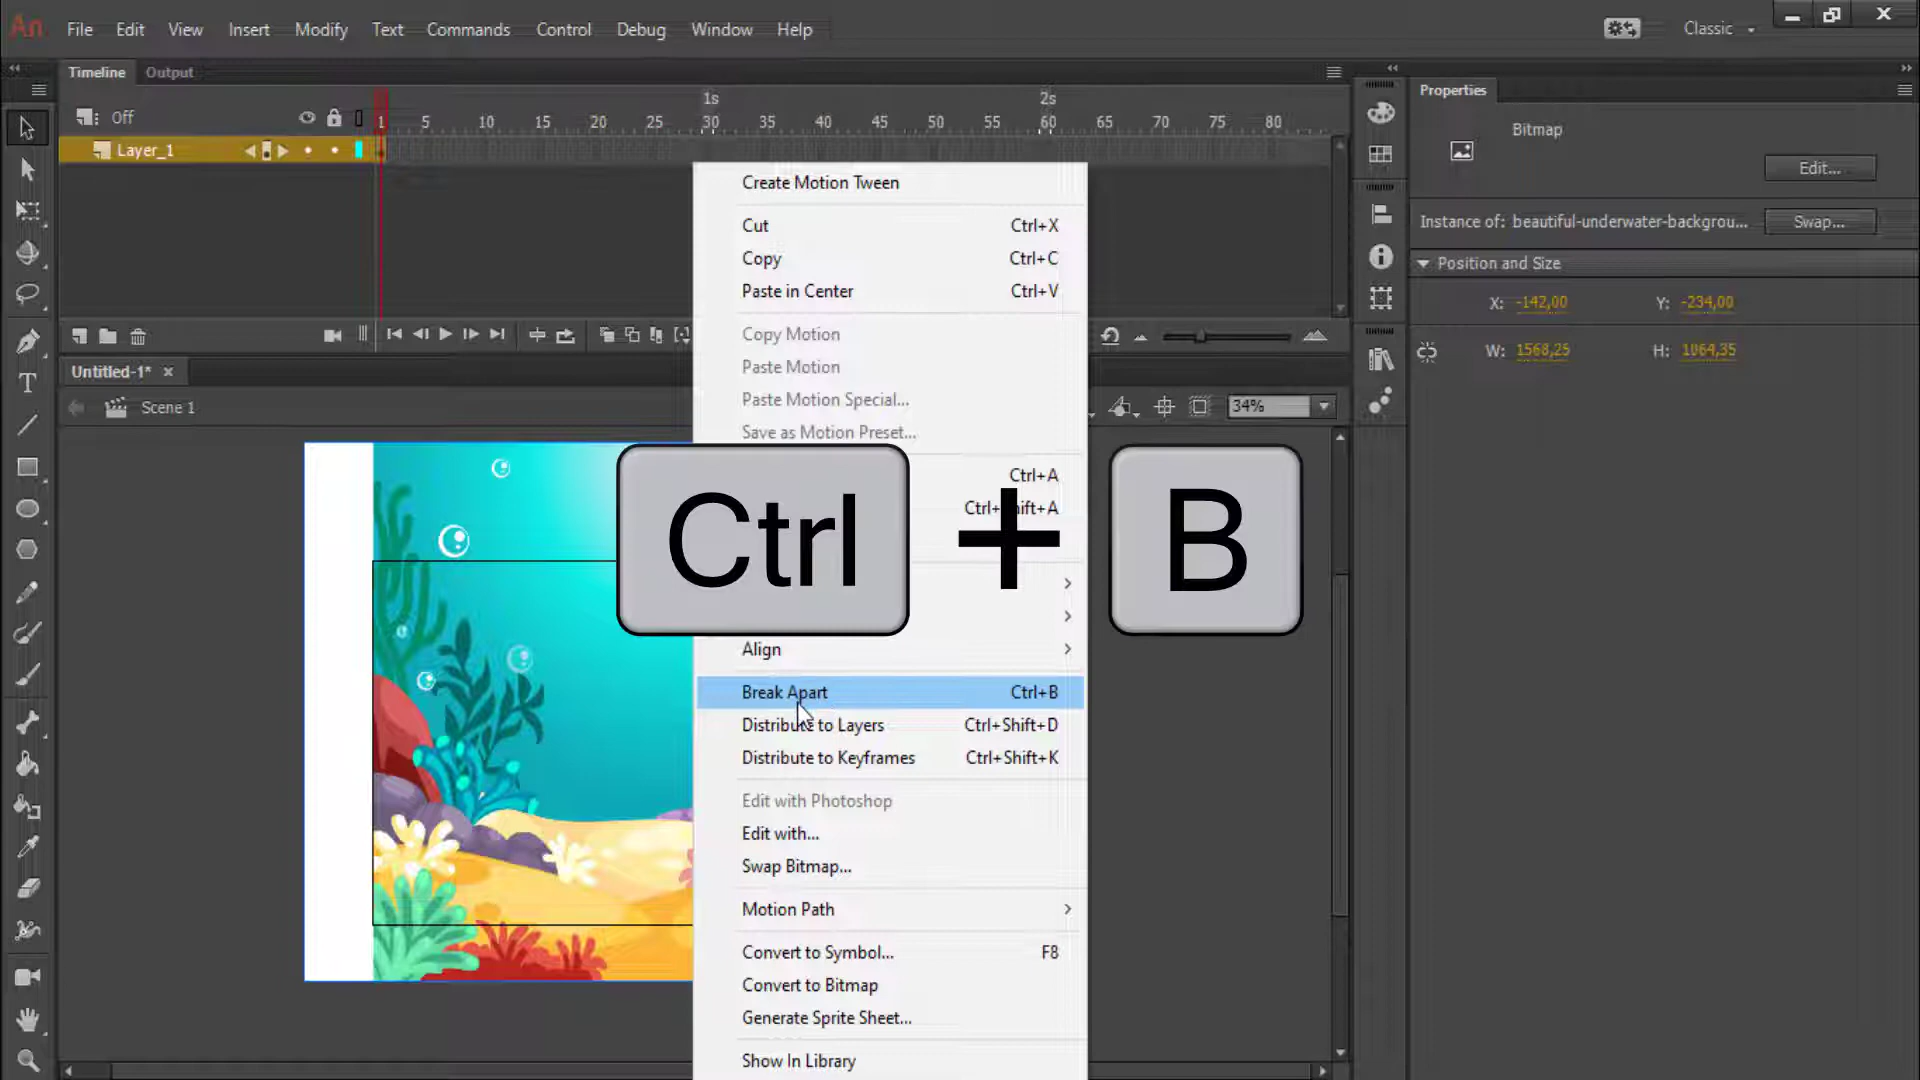 An File Edit View Insert Modify Text Commands Control Debug Window Help Classic
Timeline Output
Properties
Off 1 5 10 15 20 25 1s 30 35 40 45 50 55 2s 60 65 70 75 80
Layer_1
Bitmap
Edit...
Instance of: beautiful-underwater-backgrou... Swap...
Position and Size
X: -142,00 Y: -234,00
W: 1568,25 H: 1064,35
Untitled-1*
Scene 1
34%
Create Motion Tween
Cut Ctrl+X
Copy Ctrl+C
Paste in Center Ctrl+V
Copy Motion
Paste Motion
Paste Motion Special...
Save as Motion Preset...
Ctrl+A
Ctrl + B
Align
Break Apart Ctrl+B
Distribute to Layers Ctrl+Shift+D
Distribute to Keyframes Ctrl+Shift+K
Edit with Photoshop
Edit with...
Swap Bitmap...
Motion Path
Convert to Symbol... F8
Convert to Bitmap
Generate Sprite Sheet...
Show In Library